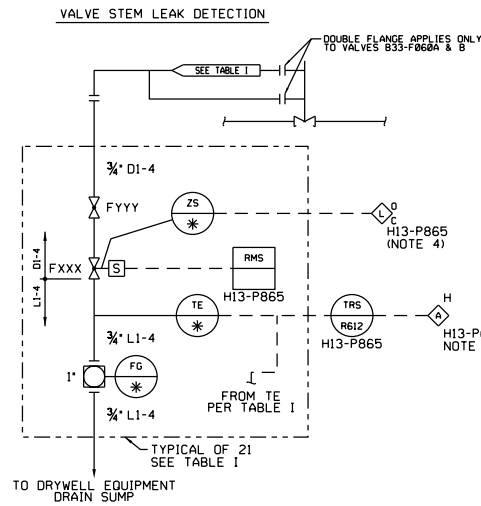 VALVE STEM LEAK DETECTION
DOUBLE FLANGE APPLIES ONLY
TO VALVES B33-F060A & B
SEE TABLE I
3/4" D1-4
ZS
*
FYYY
L
O
C
H13-P865
(NOTE 4)
D1-4
FXXX
S
RMS
H13-P865
L1-4
TE
*
TRS
R612
H13-P865
H
A
NOTE
3/4" L1-4
1"
FG
*
FROM TE
PER TABLE I
3/4" L1-4
TYPICAL OF 21
SEE TABLE I
TO DRYWELL EQUIPMENT
DRAIN SUMP